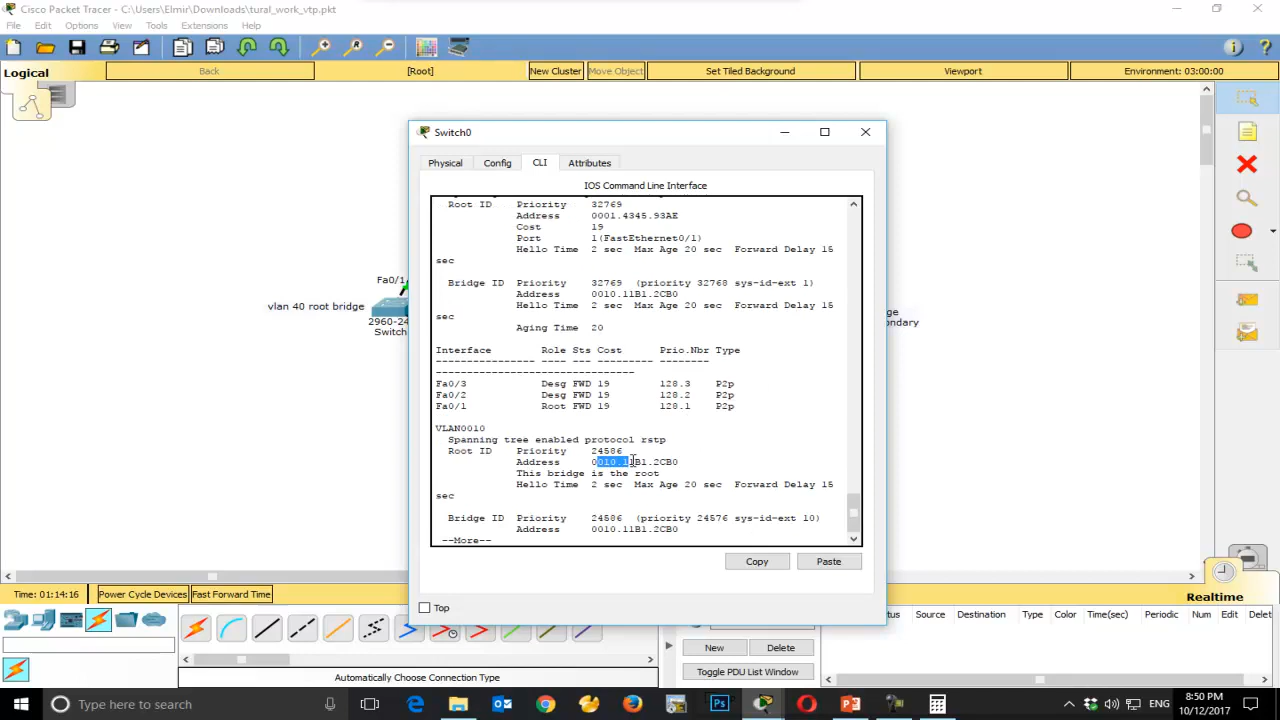 Cisco Packet Tracer - C:\Users\Elmir\Downloads\tural_work_vtp.pkt
File Edit Options View Tools Extensions Help
Logical Back [Root] New Cluster Move Object Set Tiled Background Viewport Environment: 03:00:00
Switch0
Physical Config CLI Attributes
IOS Command Line Interface
Root ID Priority 32769
Address 0001.4345.93AE
Cost 19
Port 1(FastEthernet0/1)
Hello Time 2 sec Max Age 20 sec Forward Delay 15
sec
Bridge ID Priority 32769 (priority 32768 sys-id-ext 1)
Address 0010.11B1.2CB0
Hello Time 2 sec Max Age 20 sec Forward Delay 15
sec
Aging Time 20
Interface Role Sts Cost Prio.Nbr Type
---------------- ---- --- --------- -------- 
--------------------------------
Fa0/3 Desg FWD 19 128.3 P2p
Fa0/2 Desg FWD 19 128.2 P2p
Fa0/1 Root FWD 19 128.1 P2p
VLAN0010
Spanning tree enabled protocol rstp
Root ID Priority 24586
Address 0010.11B1.2CB0
This bridge is the root
Hello Time 2 sec Max Age 20 sec Forward Delay 15
sec
Bridge ID Priority 24586 (priority 24576 sys-id-ext 10)
Address 0010.11B1.2CB0
--More--
Copy Paste
Top
Fa0/1
vlan 40 root bridge
2960-24
Switch
ge
ndary
Time: 01:14:16 Power Cycle Devices Fast Forward Time Realtime
Automatically Choose Connection Type
New Delete
Toggle PDU List Window
tus Source Destination Type Color Time(sec) Periodic Num Edit Delet
Type here to search
ENG
8:50 PM
10/12/2017